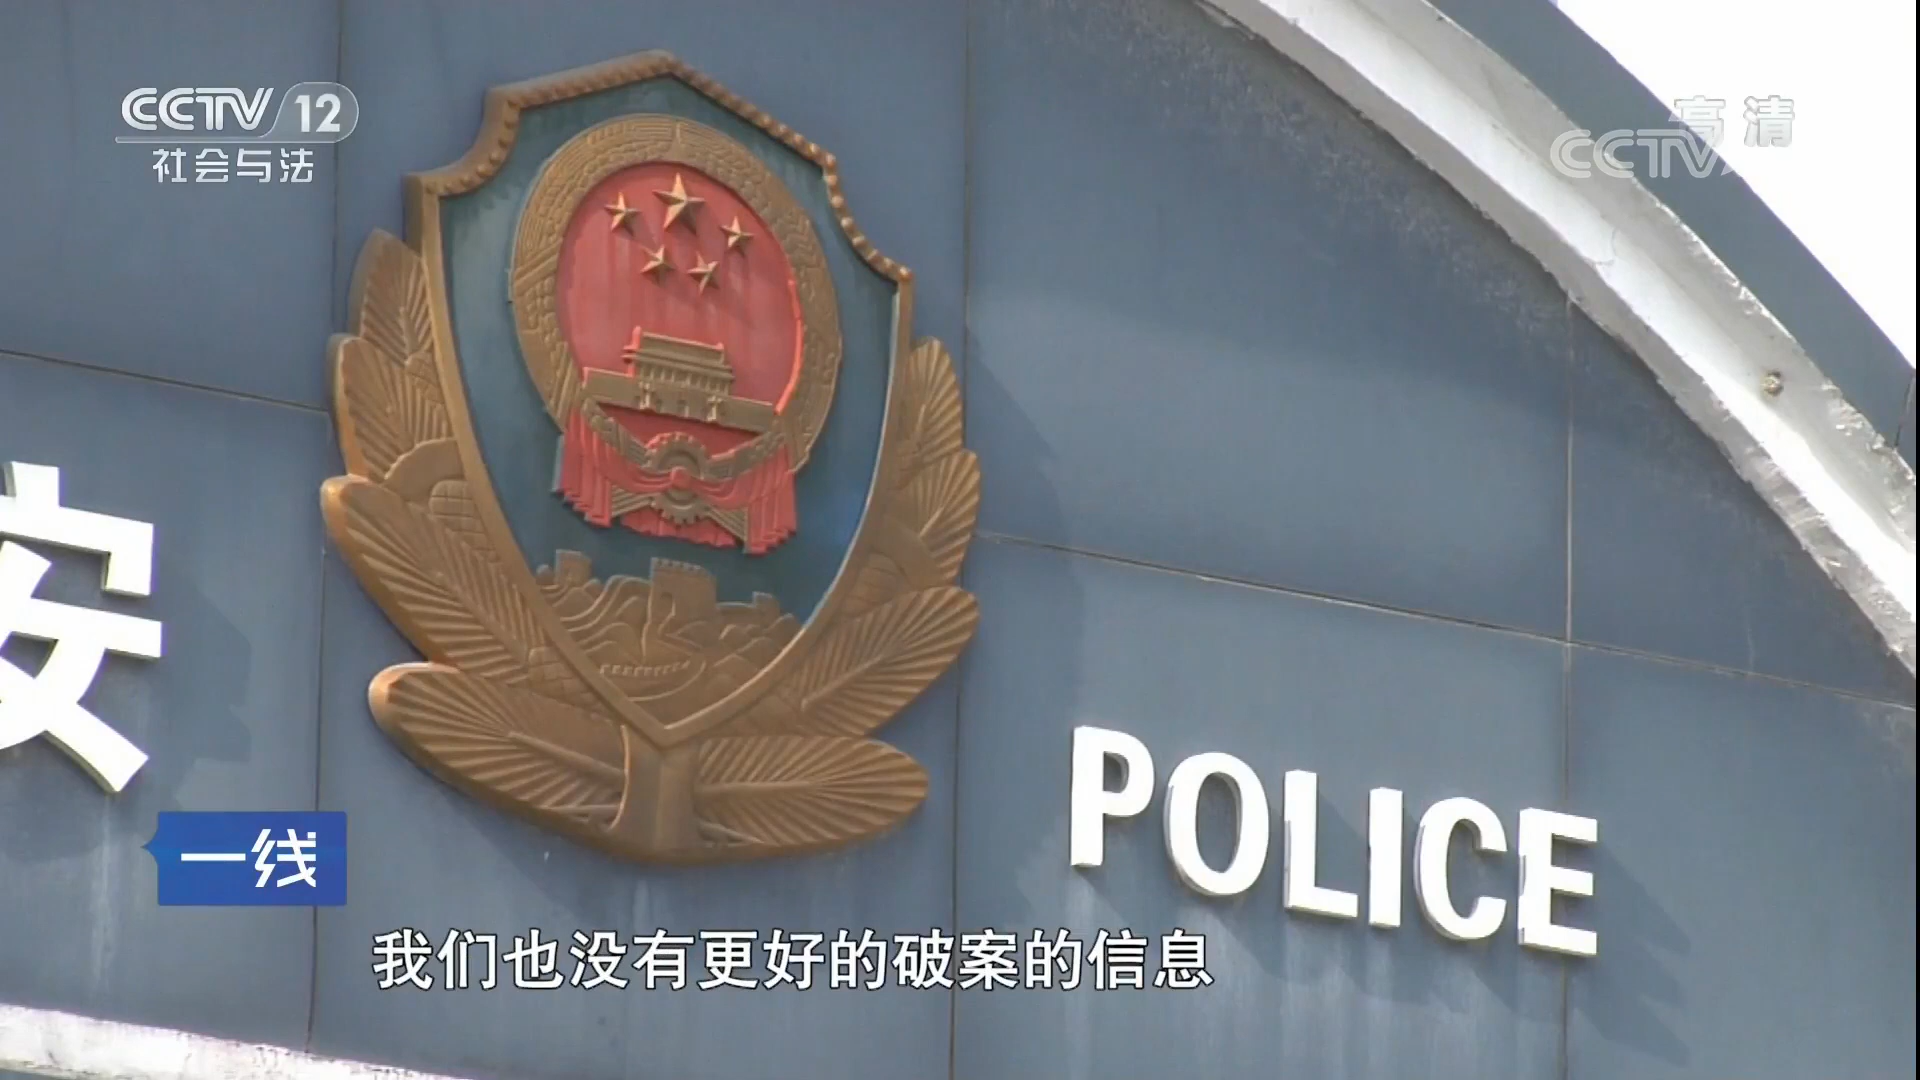 CCTV 12
社会与法
高清
CCTV
安
POLICE
一线
我们也没有更好的破案的信息